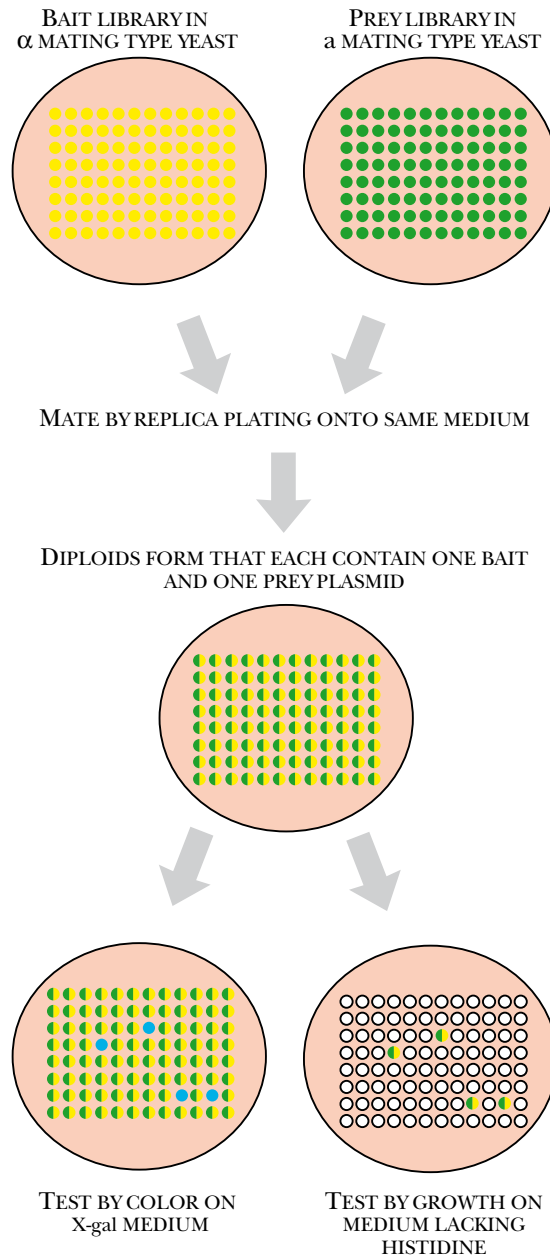 BAIT LIBRARY IN
α MATING TYPE YEAST
PREY LIBRARY IN
a MATING TYPE YEAST
MATE BY REPLICA PLATING ONTO SAME MEDIUM
DIPLOIDS FORM THAT EACH CONTAIN ONE BAIT
AND ONE PREY PLASMID
TEST BY COLOR ON
X-gal MEDIUM
TEST BY GROWTH ON
MEDIUM LACKING
HISTIDINE